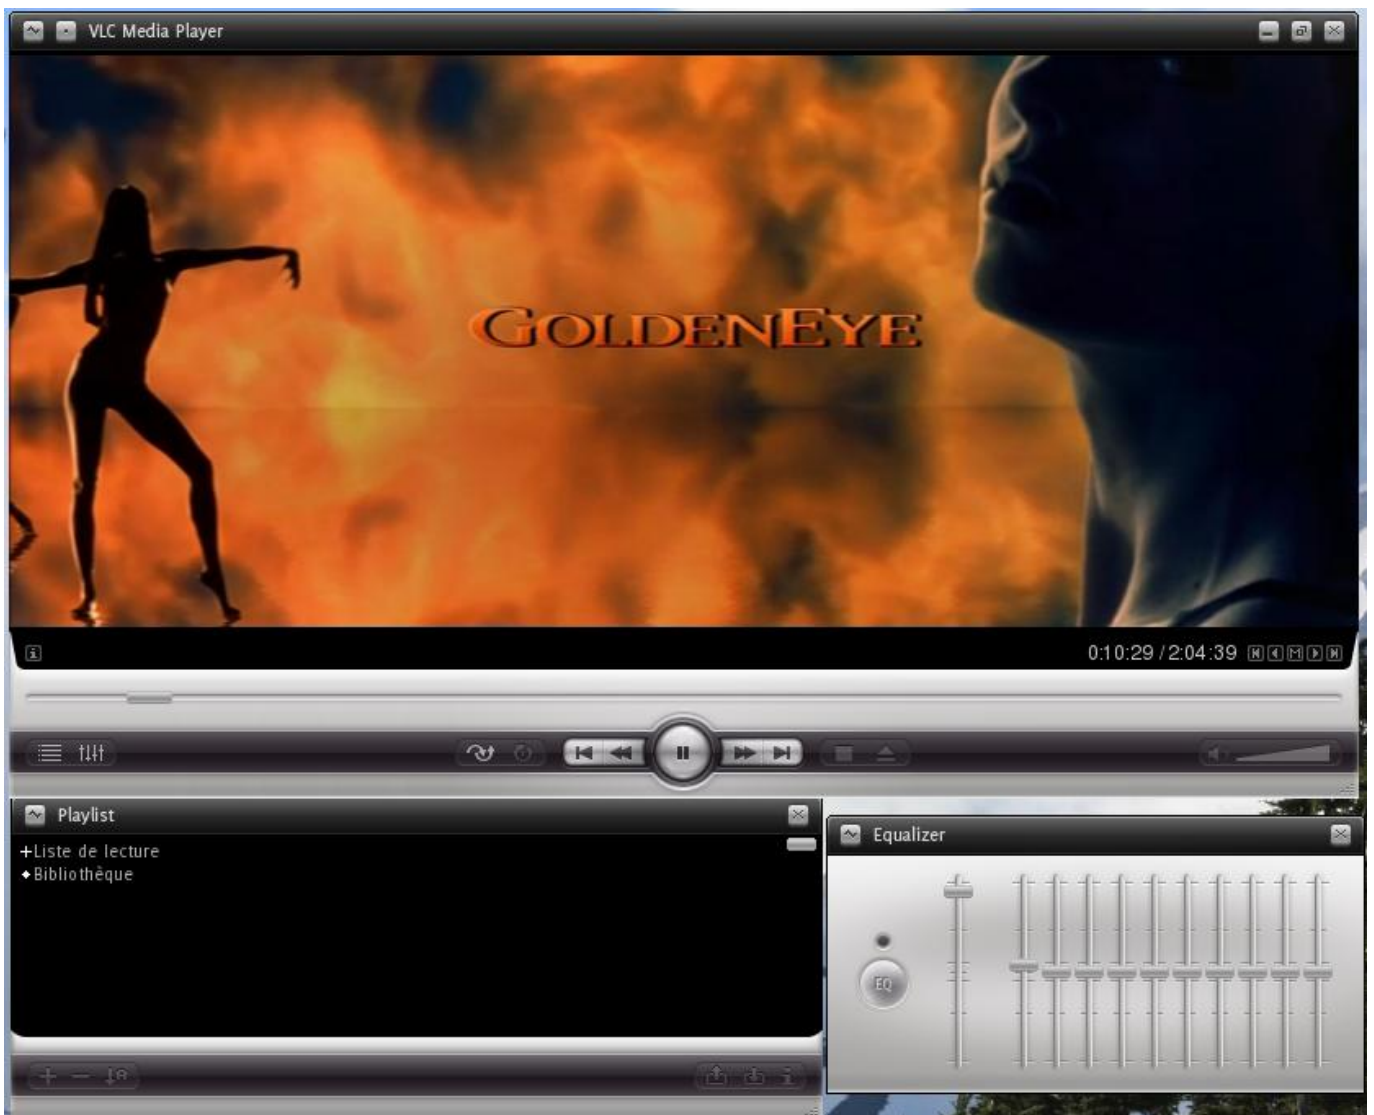 VLC Media Player
GOLDENEYE
0:10:29 / 2:04:39
M
Playlist
+Liste de lecture
Bibliothèque
Equalizer
EQ